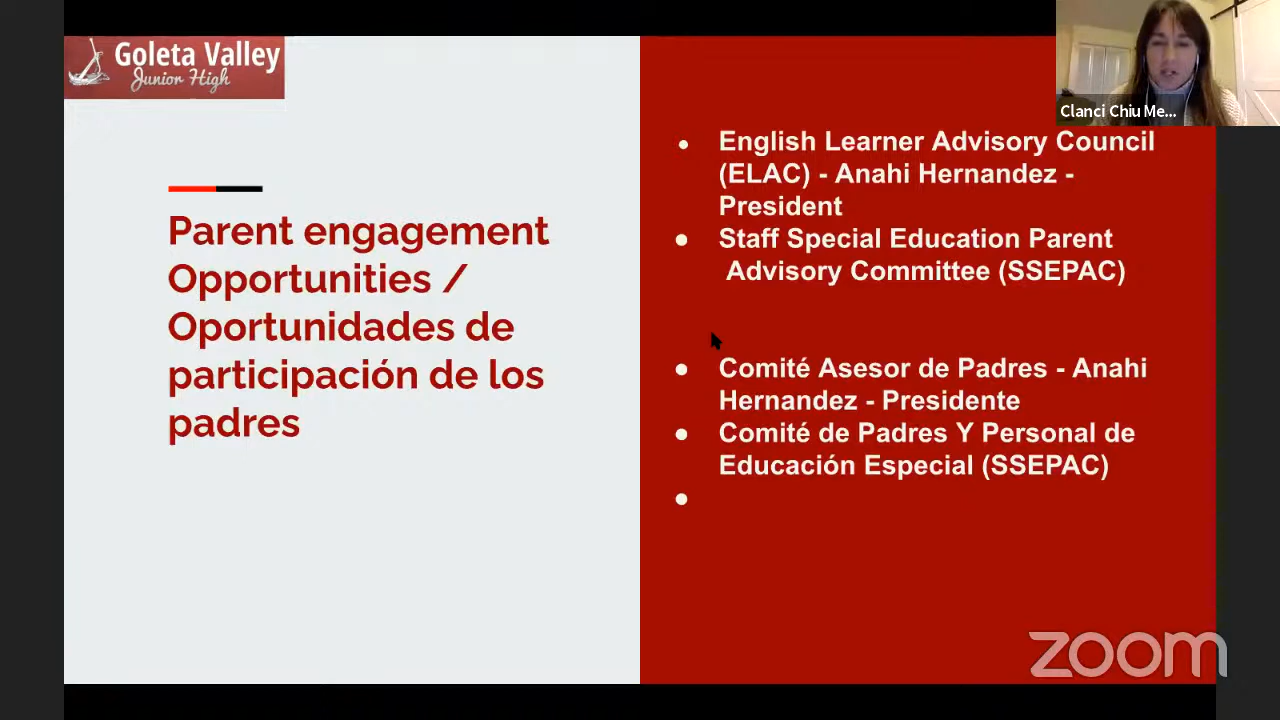 Goleta Valley
Junior High
Clanci Chiu Me...
Parent engagement
Opportunities /
Oportunidades de
participación de los
padres
English Learner Advisory Council
(ELAC) - Anahi Hernandez -
President
Staff Special Education Parent
Advisory Committee (SSEPAC)
Comité Asesor de Padres - Anahi
Hernandez - Presidente
Comité de Padres Y Personal de
Educación Especial (SSEPAC)
zoom